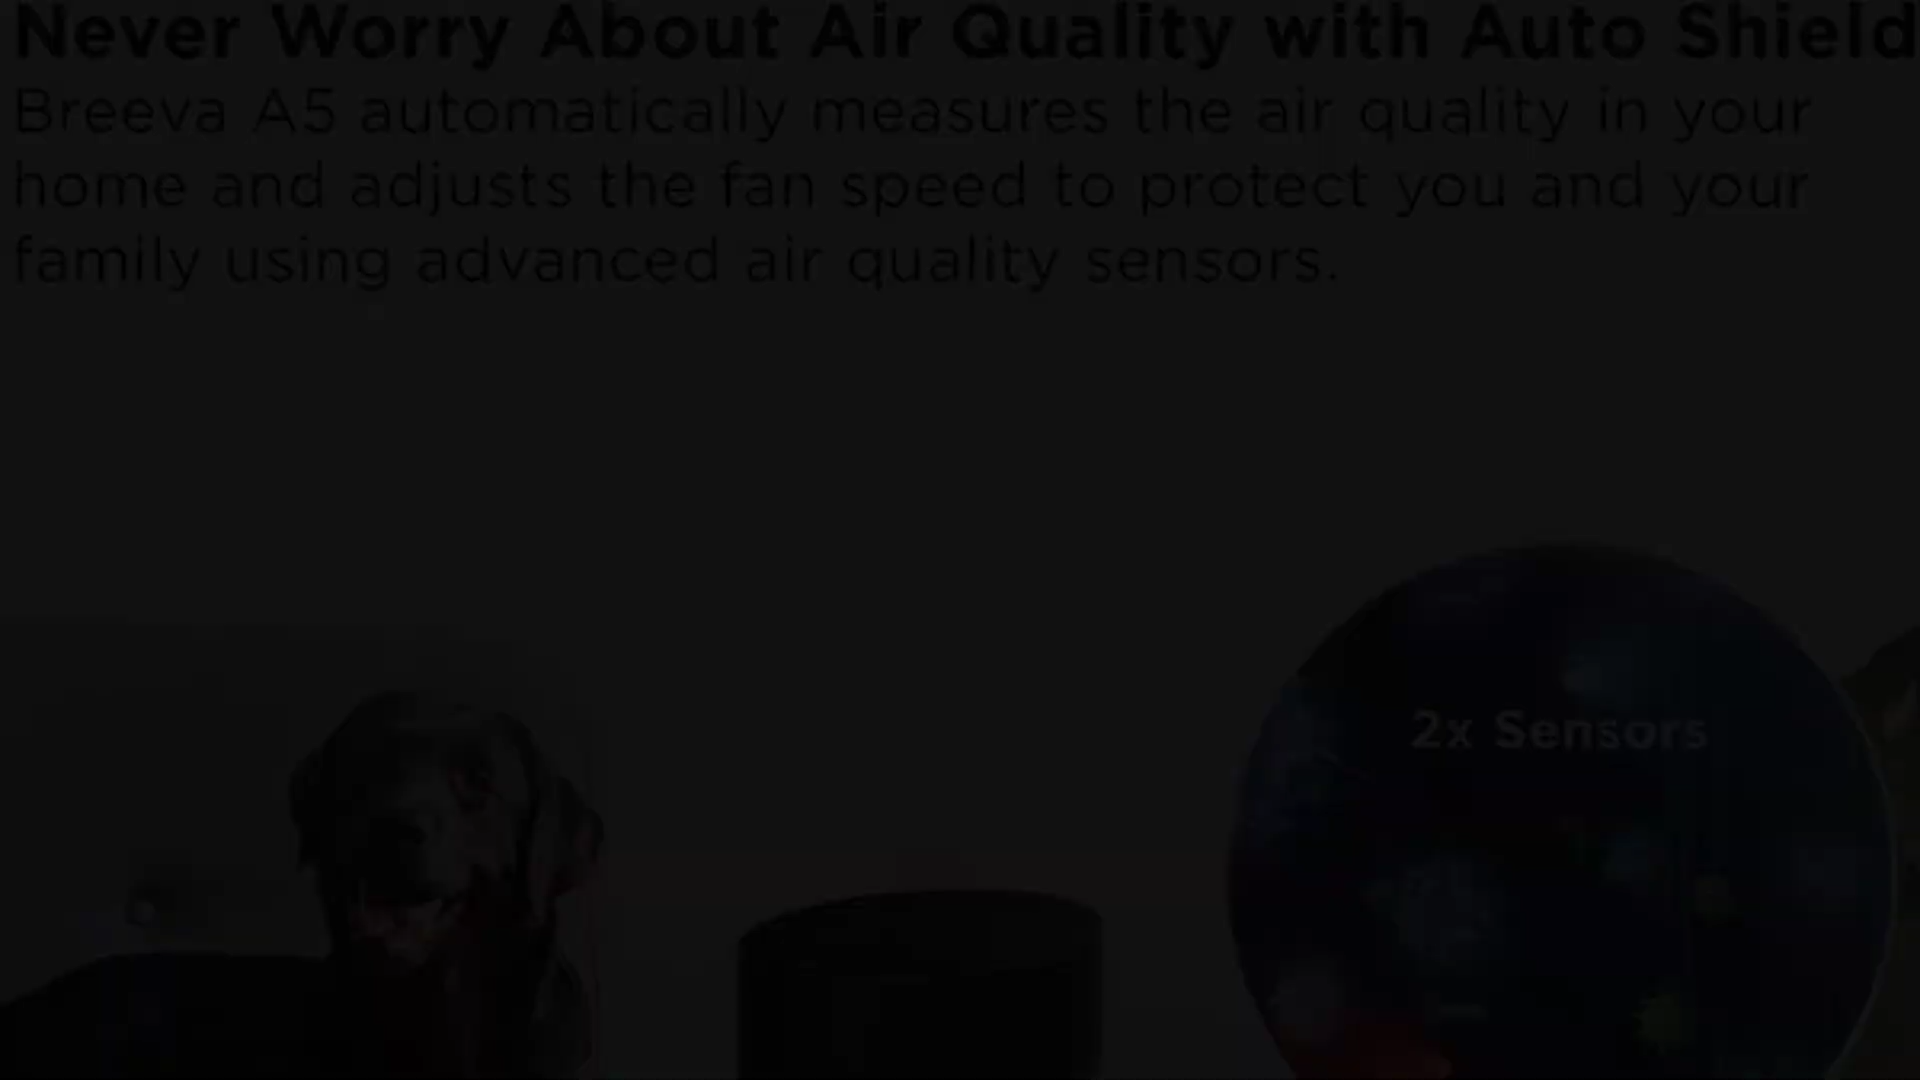 Never Worry About Air Quality with Auto Shield
Breeva A5 automatically measures the air quality in your
home and adjusts the fan speed to protect you and your
family using advanced air quality sensors.
2x Sensors